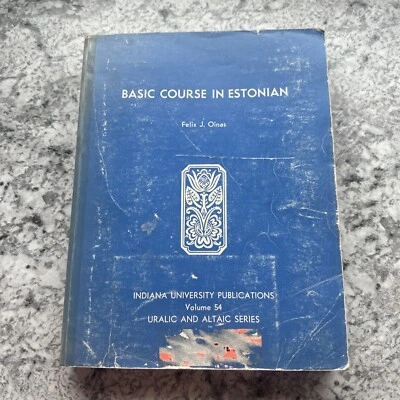 BASIC COURSE IN ESTONIAN
Felix J. Oinas
INDIANA UNIVERSITY PUBLICATIONS
Volume 54
URALIC AND ALTAIC SERIES